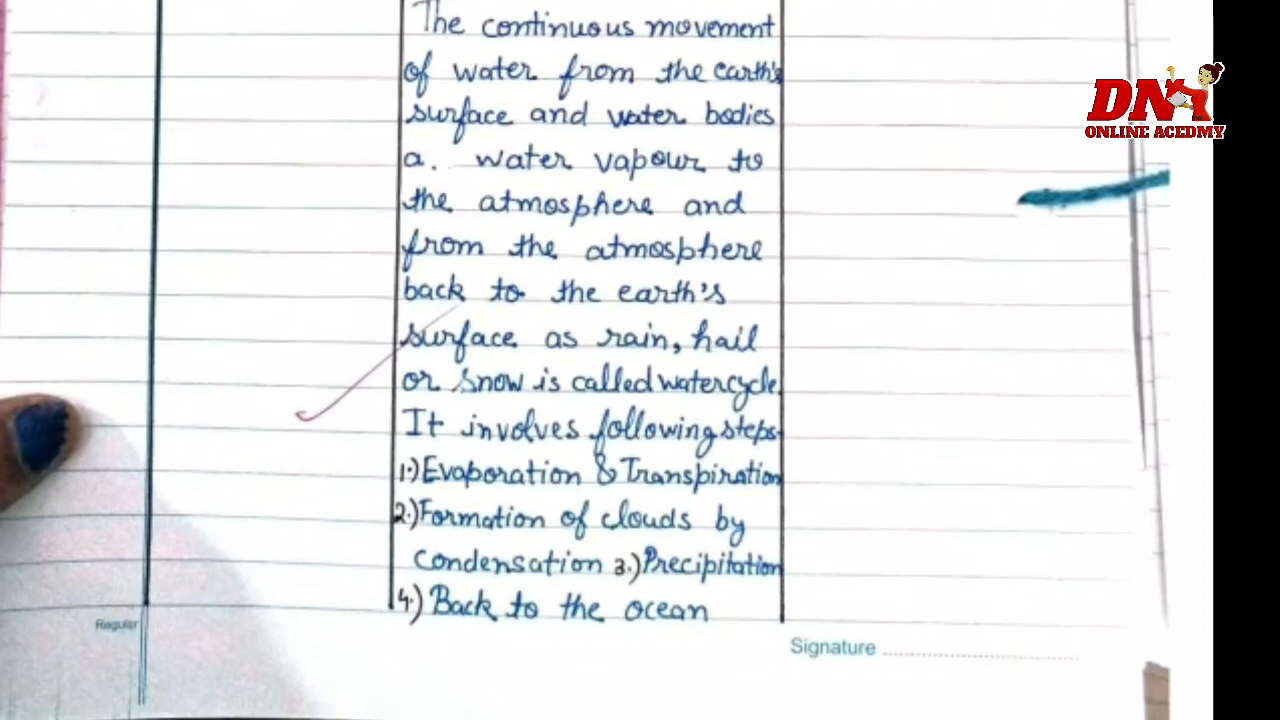 The continuous movement
of water from the earth's
surface and water bodies
a. water vapour to
the atmosphere and
from the atmosphere
back to the earth's
surface as rain, hail
or snow is called watercycle.
It involves following steps-
1.) Evaporation & Transpiration
2.) Formation of clouds by
condensation 3.) Precipitation
4.) Back to the ocean
Regular
Signature
DN
ONLINE ACEDMY